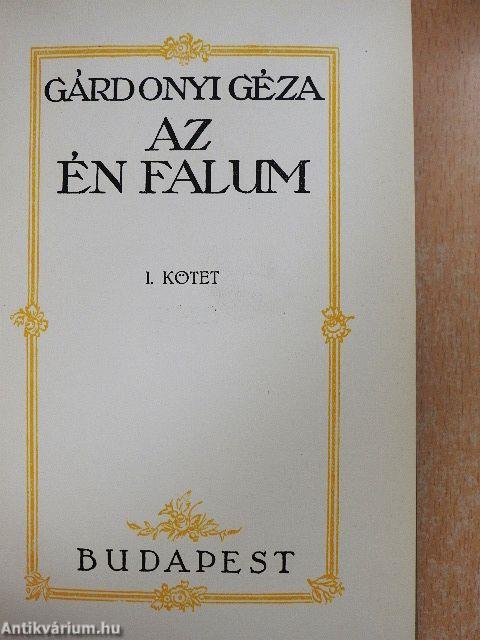 GÁRDONYI GÉZA
AZ
ÉN FALUM
I. KÖTET
BUDAPEST
Antikvárium.hu